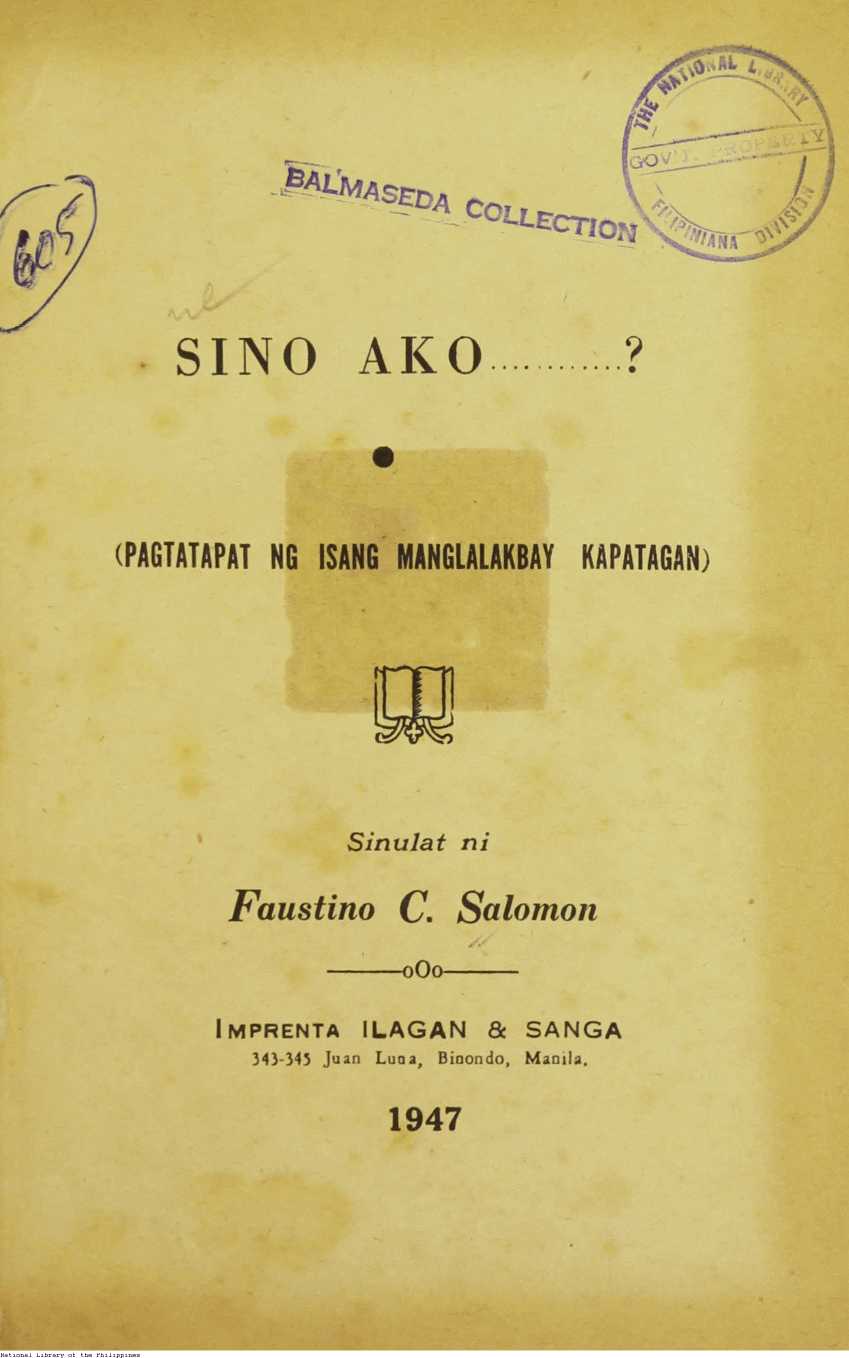 THE NATIONAL LIBRARY
GOV'T. PROPERTY
FILIPINIANA DIVISION
BALMASEDA COLLECTION
605
SINO AKO............?
(PAGTATAPAT NG ISANG MANGLALAKBAY KAPATAGAN)
Sinulat ni
Faustino C. Salomon
oOo
IMPRENTA ILAGAN & SANGA
343-345 Juan Luna, Binondo, Manila.
1947
National Library of the Philippines